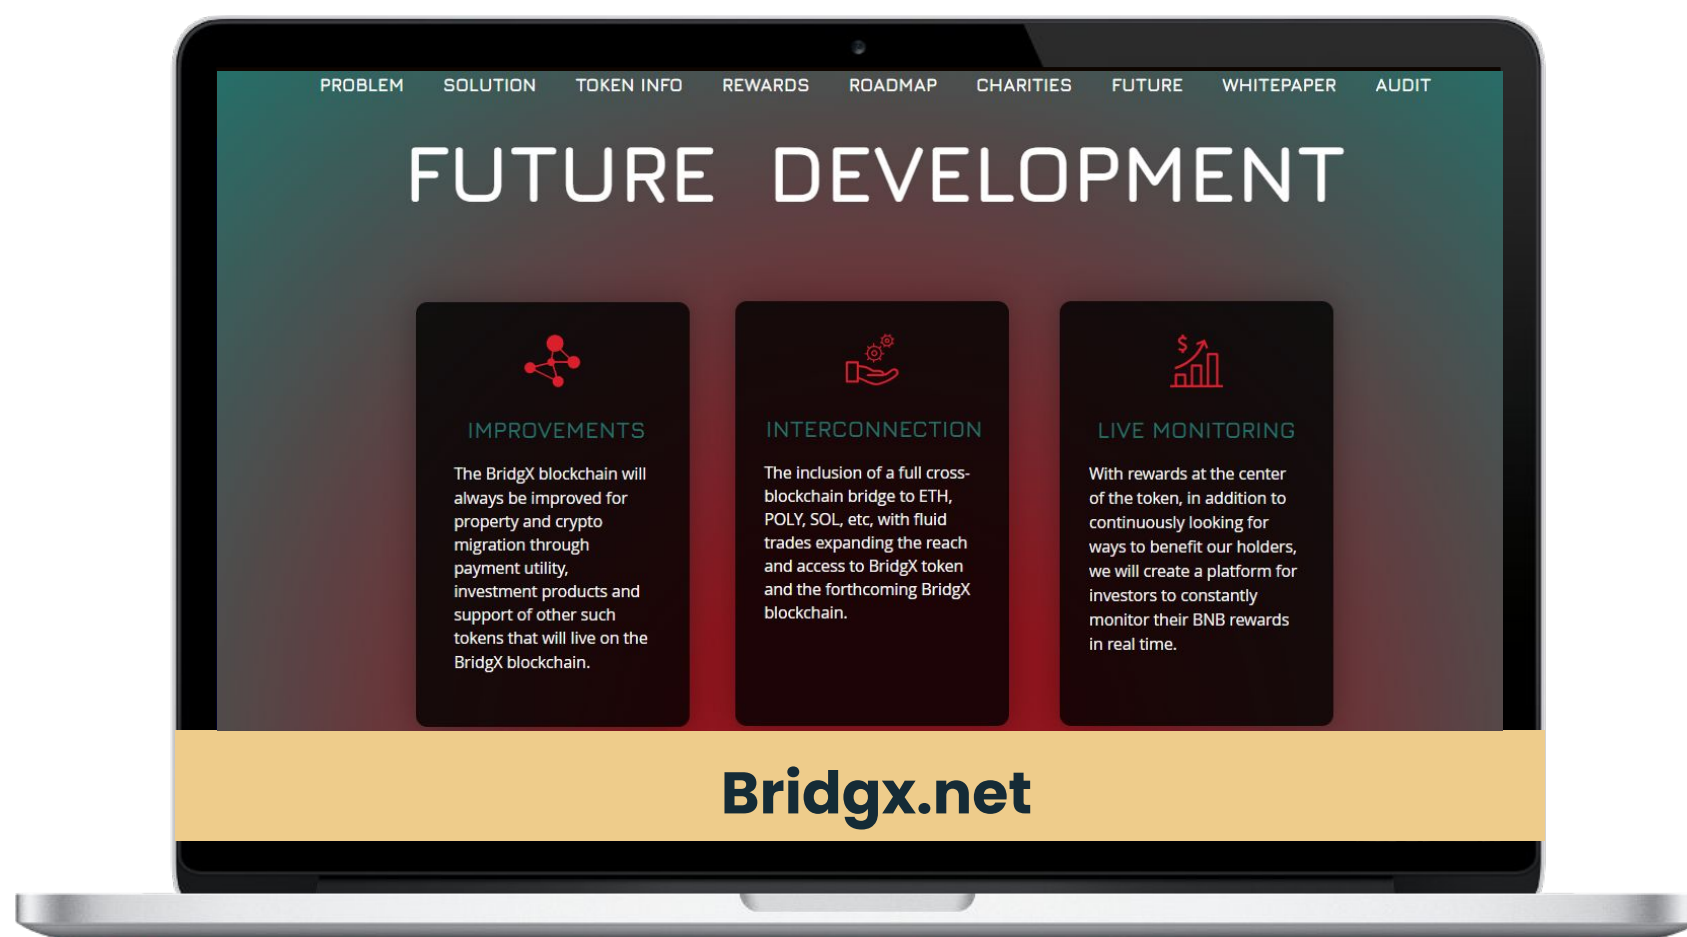 PROBLEM SOLUTION TOKEN INFO REWARDS ROADMAP CHARITIES FUTURE WHITEPAPER AUDIT
FUTURE DEVELOPMENT
IMPROVEMENTS
The BridgX blockchain will
always be improved for
property and crypto
migration through
payment utility,
investment products and
support of other such
tokens that will live on the
BridgX blockchain.
INTERCONNECTION
The inclusion of a full cross-
blockchain bridge to ETH,
POLY, SOL, etc, with fluid
trades expanding the reach
and access to BridgX token
and the forthcoming BridgX
blockchain.
$
LIVE MONITORING
With rewards at the center
of the token, in addition to
continuously looking for
ways to benefit our holders,
we will create a platform for
investors to constantly
monitor their BNB rewards
in real time.
Bridgx.net